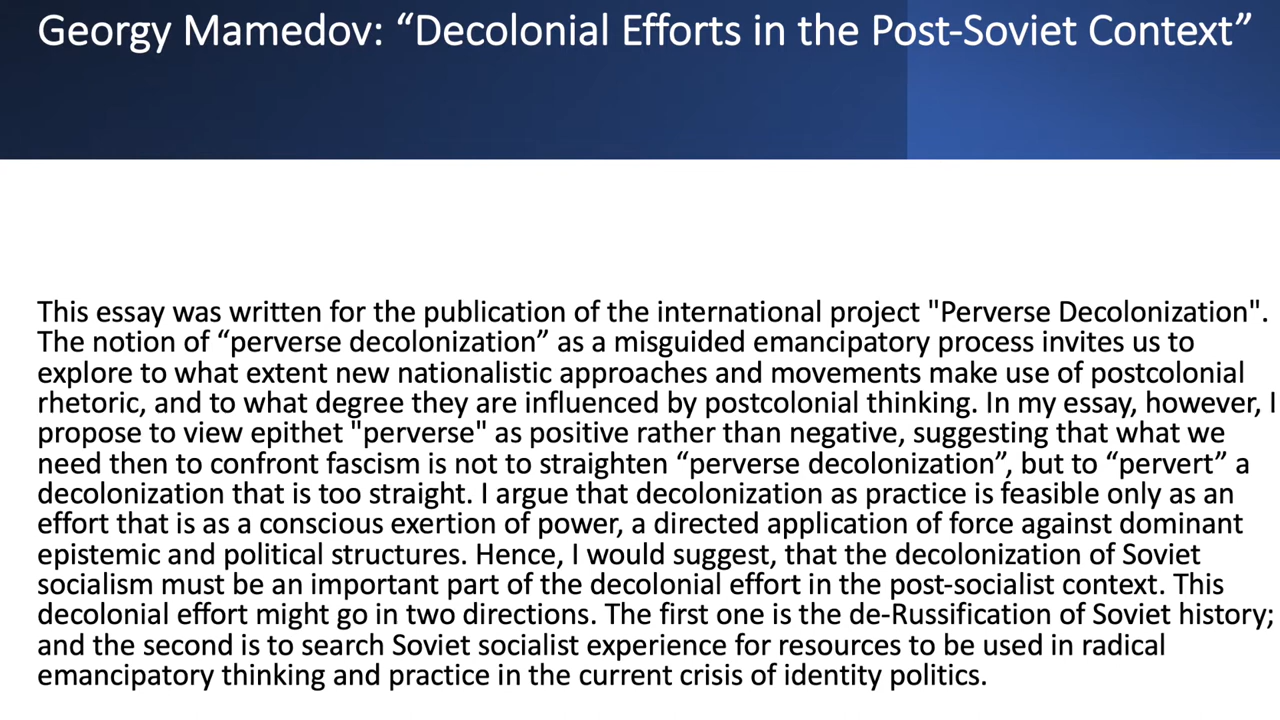 Georgy Mamedov: “Decolonial Efforts in the Post-Soviet Context”
This essay was written for the publication of the international project "Perverse Decolonization".
The notion of “perverse decolonization” as a misguided emancipatory process invites us to
explore to what extent new nationalistic approaches and movements make use of postcolonial
rhetoric, and to what degree they are influenced by postcolonial thinking. In my essay, however, I
propose to view epithet "perverse" as positive rather than negative, suggesting that what we
need then to confront fascism is not to straighten “perverse decolonization”, but to “pervert” a
decolonization that is too straight. I argue that decolonization as practice is feasible only as an
effort that is as a conscious exertion of power, a directed application of force against dominant
epistemic and political structures. Hence, I would suggest, that the decolonization of Soviet
socialism must be an important part of the decolonial effort in the post-socialist context. This
decolonial effort might go in two directions. The first one is the de-Russification of Soviet history;
and the second is to search Soviet socialist experience for resources to be used in radical
emancipatory thinking and practice in the current crisis of identity politics.